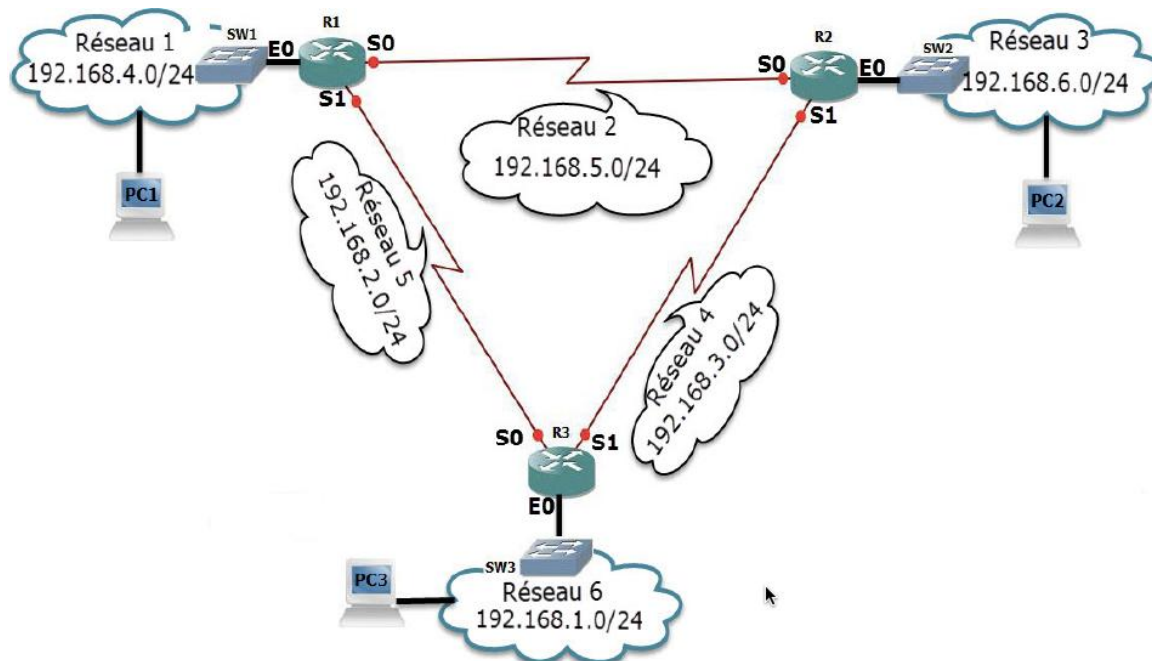 Réseau 1
192.168.4.0/24
SW1
E0
R1
S0
S1
PC1
Réseau 2
192.168.5.0/24
R2
S0
E0
S1
SW2
Réseau 3
192.168.6.0/24
PC2
Réseau 5
192.168.2.0/24
Réseau 4
192.168.3.0/24
S0
R3
S1
E0
SW3
PC3
Réseau 6
192.168.1.0/24